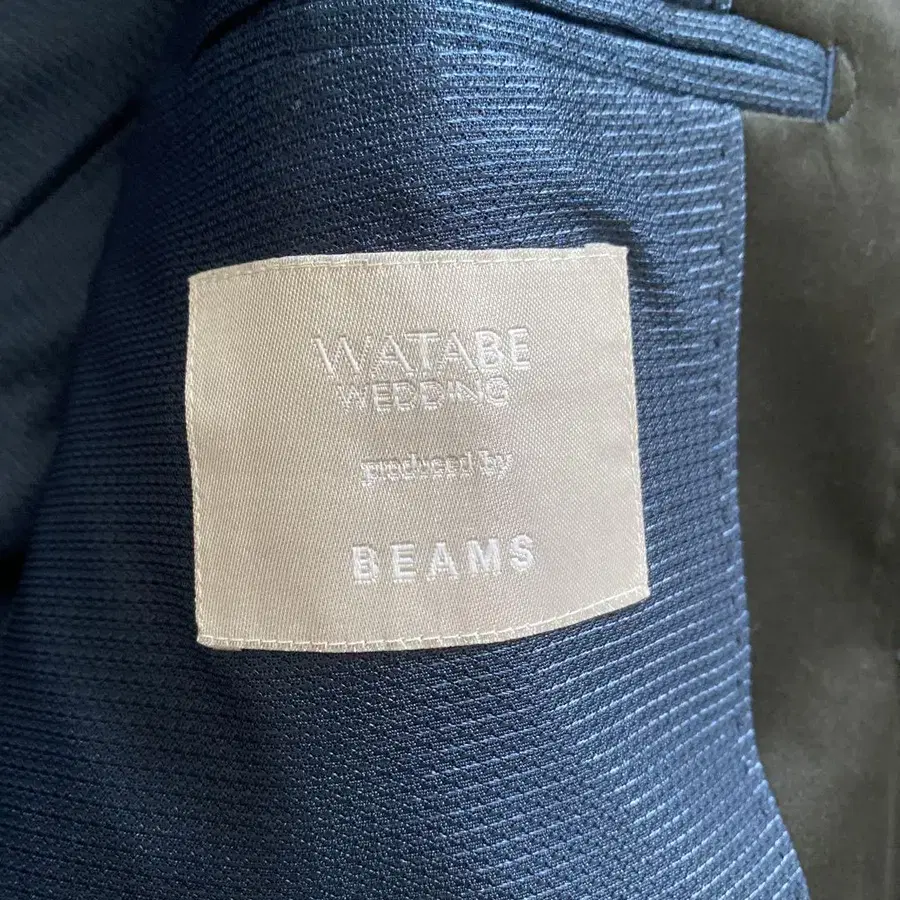 WATABE
WEDDING
produced by
BEAMS